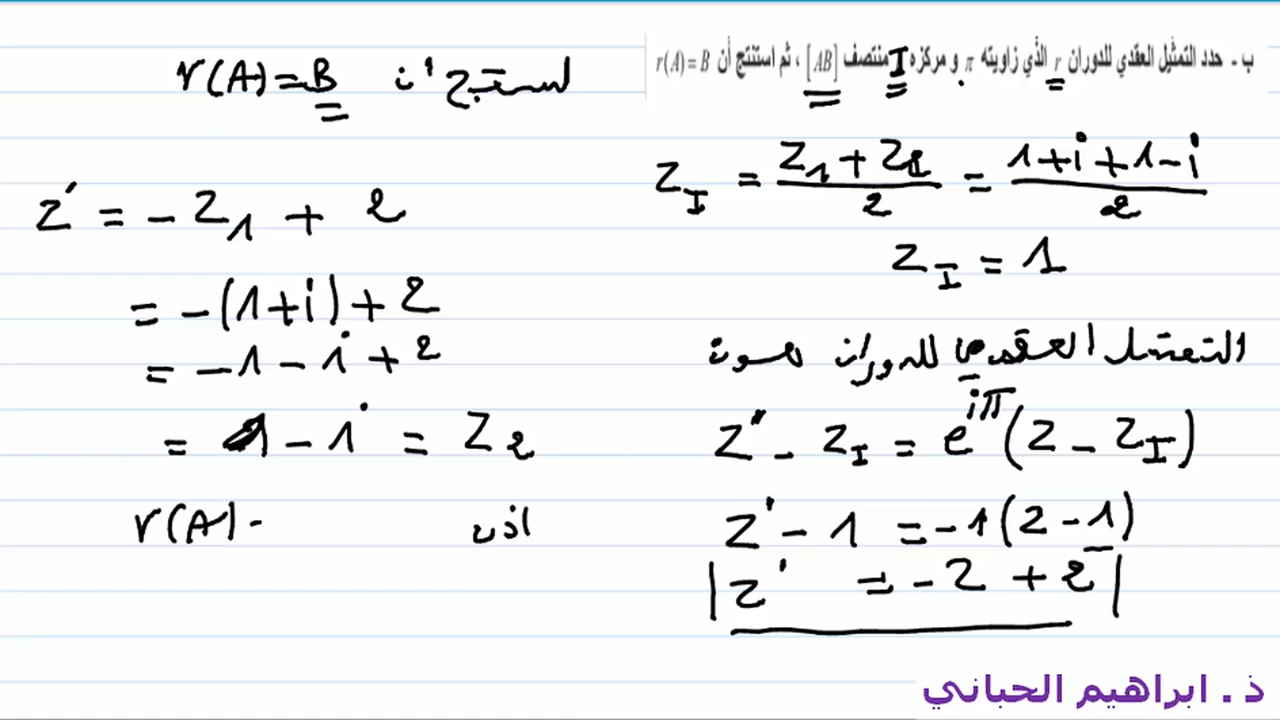 ب - حدد التمثيل العقدي للدوران r الذي زاويته π و مركزه I منتصف [AB] ، ثم استنتج أن r(A)=B
z_I = (z_1 + z_2)/2 = (1+i+1-i)/2
z_I = 1
التمثيل العقدي للدوران هو
z' - z_I = e^{iπ}(z - z_I)
z' - 1 = -1(z - 1)
z' = -z + 2
لنستنتج أن r(A)=B
z' = -z_1 + 2
= -(1+i)+2
= -1-i+2
= 1-i = z_2
اذن r(A) -
ذ . ابراهيم الحباني